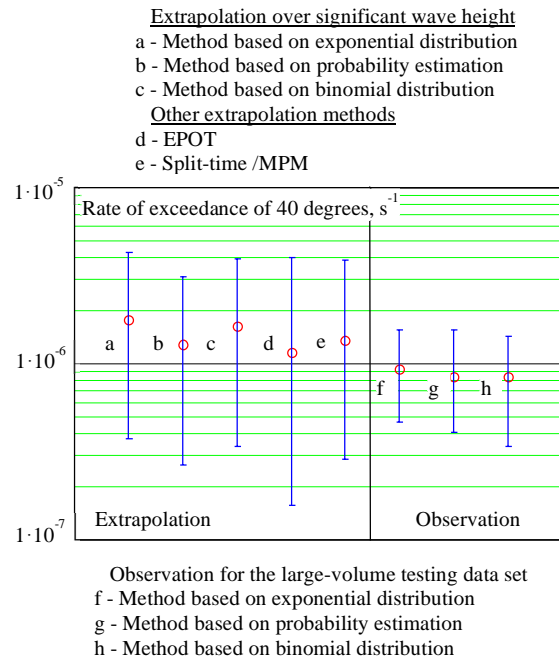 Extrapolation over significant wave height
a - Method based on exponential distribution
b - Method based on probability estimation
c - Method based on binomial distribution
Other extrapolation methods
d - EPOT
e - Split-time /MPM
1·10⁻⁵
Rate of exceedance of 40 degrees, s⁻¹
a
b
c
d
e
1·10⁻⁶
f
g
h
Extrapolation
Observation
1·10⁻⁷
Observation for the large-volume testing data set
f - Method based on exponential distribution
g - Method based on probability estimation
h - Method based on binomial distribution